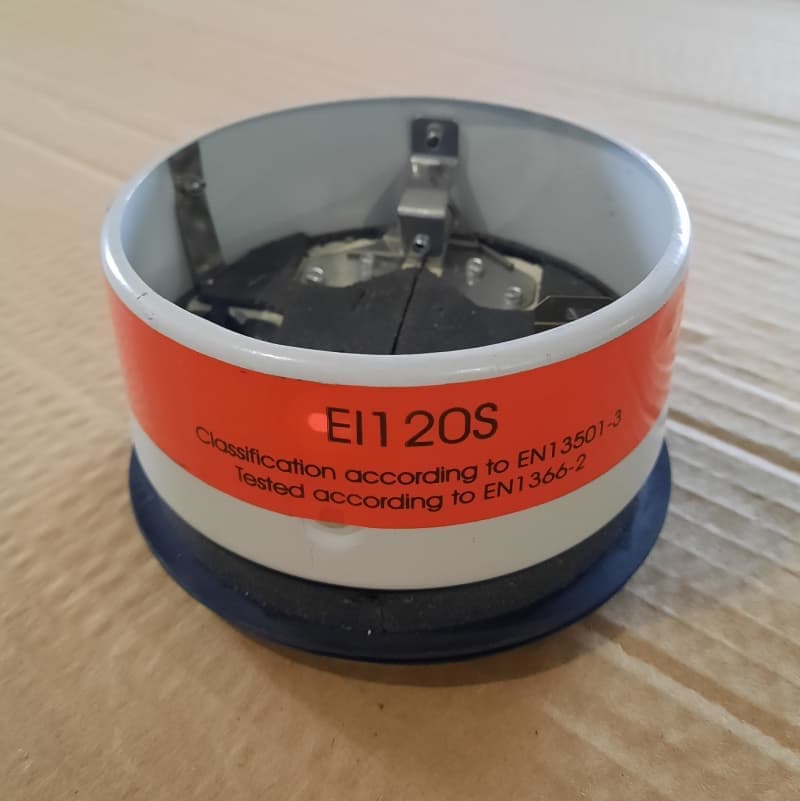 EI120S
Classification according to EN13501-3
Tested according to EN1366-2